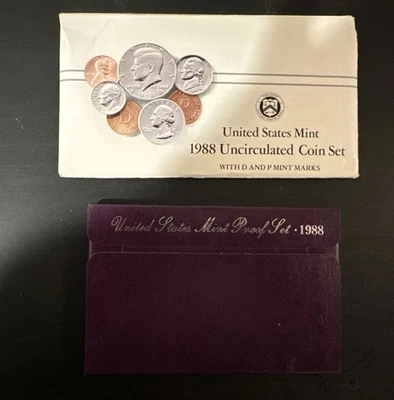 United States Mint
1988 Uncirculated Coin Set
WITH D AND P MINT MARKS
United States Mint Proof Set · 1988